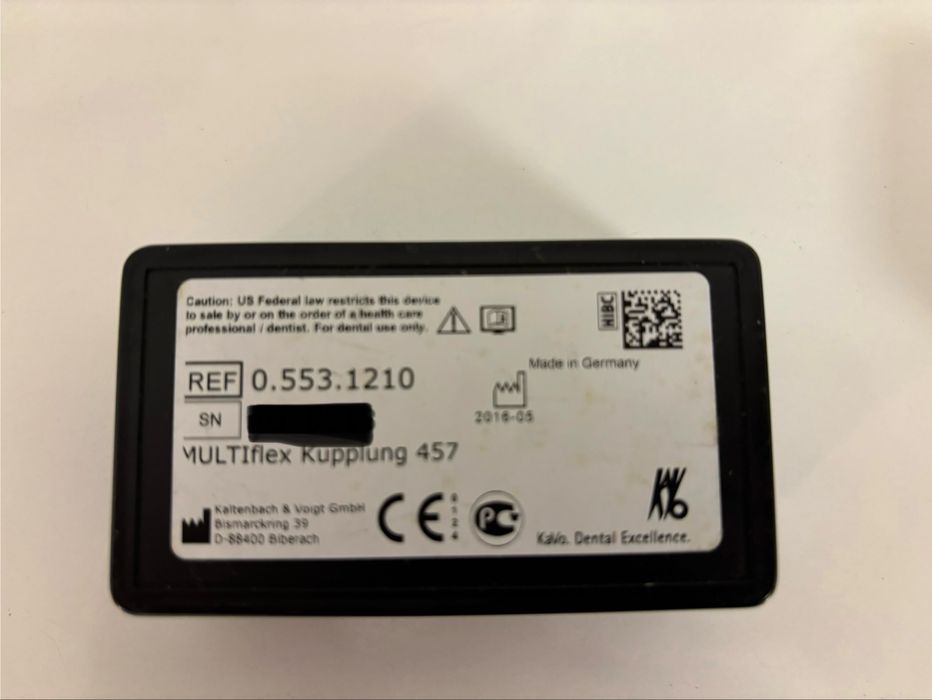 Caution: US Federal law restricts this device
to sale by or on the order of a health care
professional / dentist. For dental use only.
HIBC
Made in Germany
REF 0.553.1210
2016-05
SN
MULTIflex Kupplung 457
Kaltenbach & Voigt GmbH
Bismarckring 39
D-88400 Biberach
CE 0124
PCT
KaVo
KaVo. Dental Excellence.